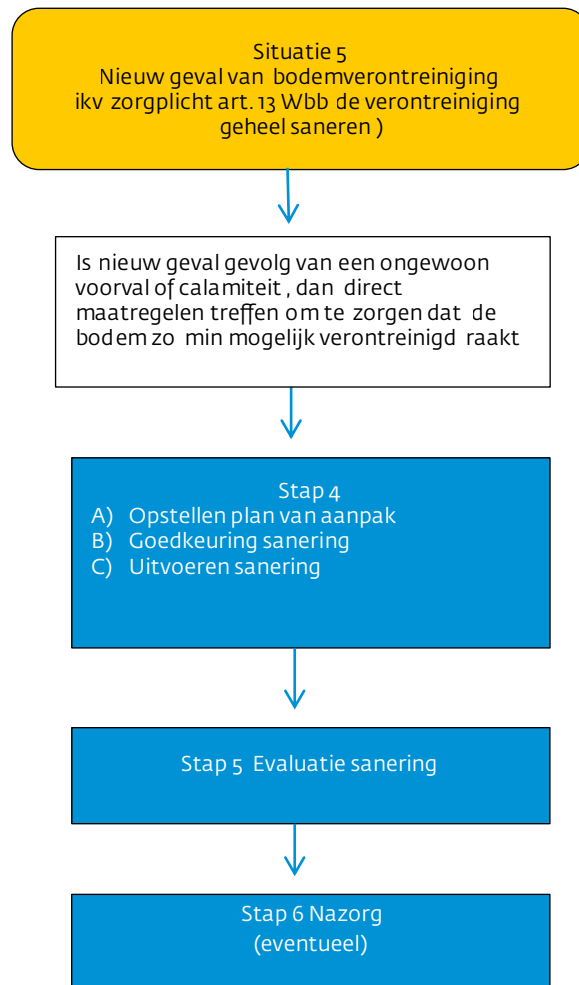 Situatie 5
Nieuw geval van bodemverontreiniging
ikv zorgplicht art. 13 Wbb de verontreiniging
geheel saneren )
Is nieuw geval gevolg van een ongewoon
voorval of calamiteit , dan direct
maatregelen treffen om te zorgen dat de
bodem zo min mogelijk verontreinigd raakt
Stap 4
A) Opstellen plan van aanpak
B) Goedkeuring sanering
C) Uitvoeren sanering
Stap 5 Evaluatie sanering
Stap 6 Nazorg
(eventueel)